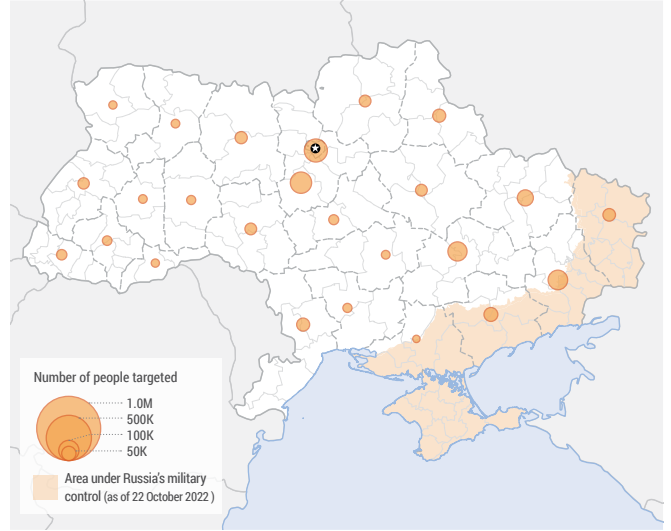 Number of people targeted
1.0M
500K
100K
50K
Area under Russia's military
control (as of 22 October 2022 )